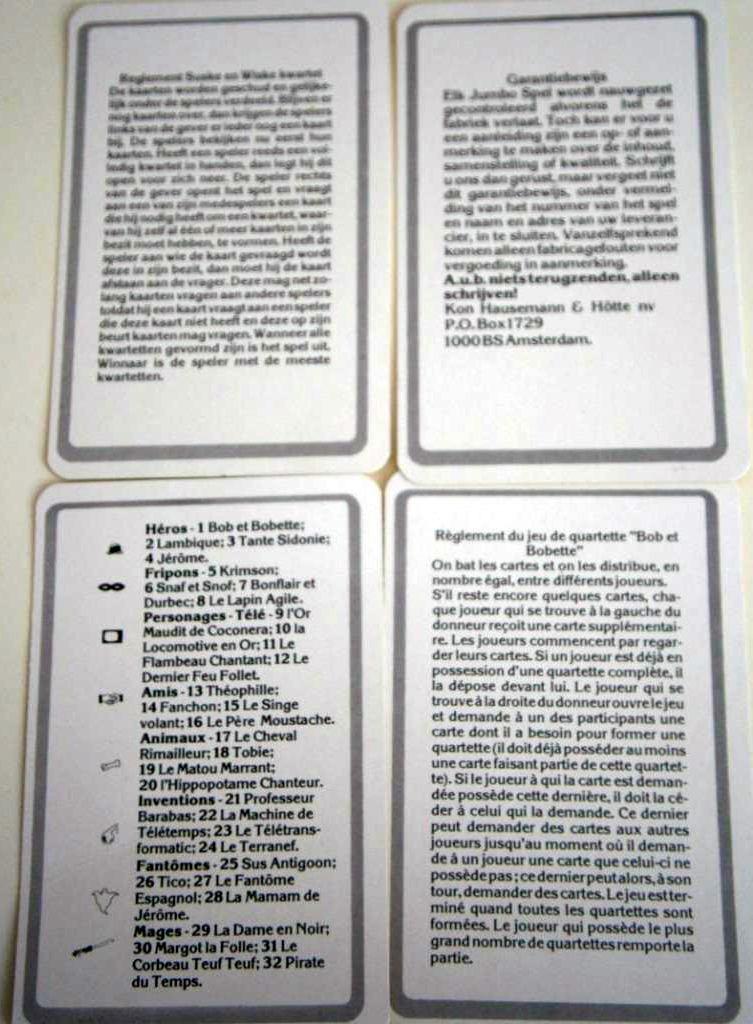 Reglement Suske en Wiske kwartet
De kaarten worden geschud en gelijke-
lijk onder de spelers verdeeld. Blijven er
nog kaarten over, dan krijgen de spelers
links van de gever er ieder nog een kaart
bij. De spelers bekijken nu eerst hun
kaarten. Heeft een speler reeds een vol-
ledig kwartet in handen, dan legt hij dit
open voor zich neer. De speler rechts
van de gever opent het spel en vraagt
aan een van zijn medespelers een kaart
die hij nodig heeft om een kwartet, waar-
van hij zelf al één of meer kaarten in zijn
bezit moet hebben, te vormen. Heeft de
speler aan wie de kaart gevraagd wordt
deze in zijn bezit, dan moet hij de kaart
afstaan aan de vrager. Deze mag net zo-
lang kaarten vragen aan andere spelers
totdat hij een kaart vraagt aan een speler
die deze kaart niet heeft en deze op zijn
beurt kaarten mag vragen. Wanneer alle
kwartetten gevormd zijn is het spel uit.
Winnaar is de speler met de meeste
kwartetten.
Garantiebewijs
Elk Jumbo Spel wordt nauwgezet
gecontroleerd alvorens het de
fabriek verlaat. Toch kan er voor u
een aanleiding zijn een op- of aan-
merking te maken over de inhoud,
samenstelling of kwaliteit. Schrijft
u ons dan gerust, maar vergeet niet
dit garantiebewijs, onder vermel-
ding van het nummer van het spel
en naam en adres van uw leveran-
cier, in te sluiten. Vanzelfsprekend
komen alleen fabricagefouten voor
vergoeding in aanmerking.
A.u.b. niets terugzenden, alleen
schrijven!
Kon Hausemann & Hötte nv
P.O. Box 1729
1000 BS Amsterdam.
Héros - 1 Bob et Bobette;
2 Lambique; 3 Tante Sidonie;
4 Jérôme.
Fripons - 5 Krimson;
6 Snaf et Snof; 7 Bonflair et
Durbec; 8 Le Lapin Agile.
Personages - Télé - 9 l'Or
Maudit de Coconera; 10 la
Locomotive en Or; 11 Le
Flambeau Chantant; 12 Le
Dernier Feu Follet.
Amis - 13 Théophille;
14 Fanchon; 15 Le Singe
volant; 16 Le Père Moustache.
Animaux - 17 Le Cheval
Rimailleur; 18 Tobie;
19 Le Matou Marrant;
20 l'Hippopotame Chanteur.
Inventions - 21 Professeur
Barabas; 22 La Machine de
Télétemps; 23 Le Télétrans-
formatic; 24 Le Terranef.
Fantômes - 25 Sus Antigoon;
26 Tico; 27 Le Fantôme
Espagnol; 28 La Mamam de
Jérôme.
Mages - 29 La Dame en Noir;
30 Margot la Folle; 31 Le
Corbeau Teuf Teuf; 32 Pirate
du Temps.
Règlement du jeu de quartette "Bob et
Bobette"
On bat les cartes et on les distribue, en
nombre égal, entre différents joueurs.
S'il reste encore quelques cartes, cha-
que joueur qui se trouve à la gauche du
donneur reçoit une carte supplémentai-
re. Les joueurs commencent par regar-
der leurs cartes. Si un joueur est déjà en
possession d'une quartette complète, il
la dépose devant lui. Le joueur qui se
trouve à la droite du donneur ouvre le jeu
et demande à un des participants une
carte dont il a besoin pour former une
quartette (il doit déjà posséder au moins
une carte faisant partie de cette quartet-
te). Si le joueur à qui la carte est deman-
dée possède cette dernière, il doit la cé-
der à celui qui la demande. Ce dernier
peut demander des cartes aux autres
joueurs jusqu'au moment où il deman-
de à un joueur une carte que celui-ci ne
possède pas; ce dernier peut alors, à son
tour, demander des cartes. Le jeu est ter-
miné quand toutes les quartettes sont
formées. Le joueur qui possède le plus
grand nombre de quartettes remporte la
partie.